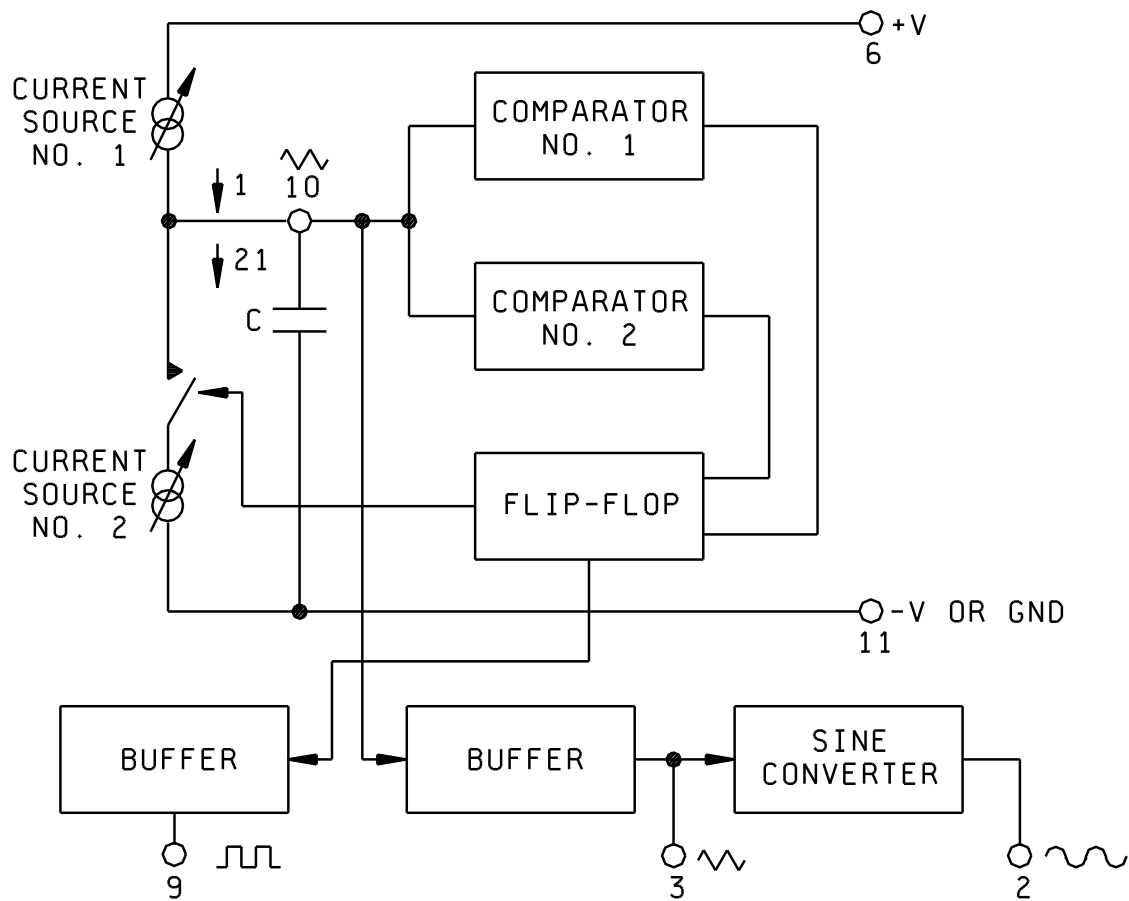 +V
6
CURRENT
SOURCE
NO. 1
COMPARATOR
NO. 1
1
10
21
C
COMPARATOR
NO. 2
CURRENT
SOURCE
NO. 2
FLIP-FLOP
-V OR GND
11
BUFFER
BUFFER
SINE
CONVERTER
9
3
2